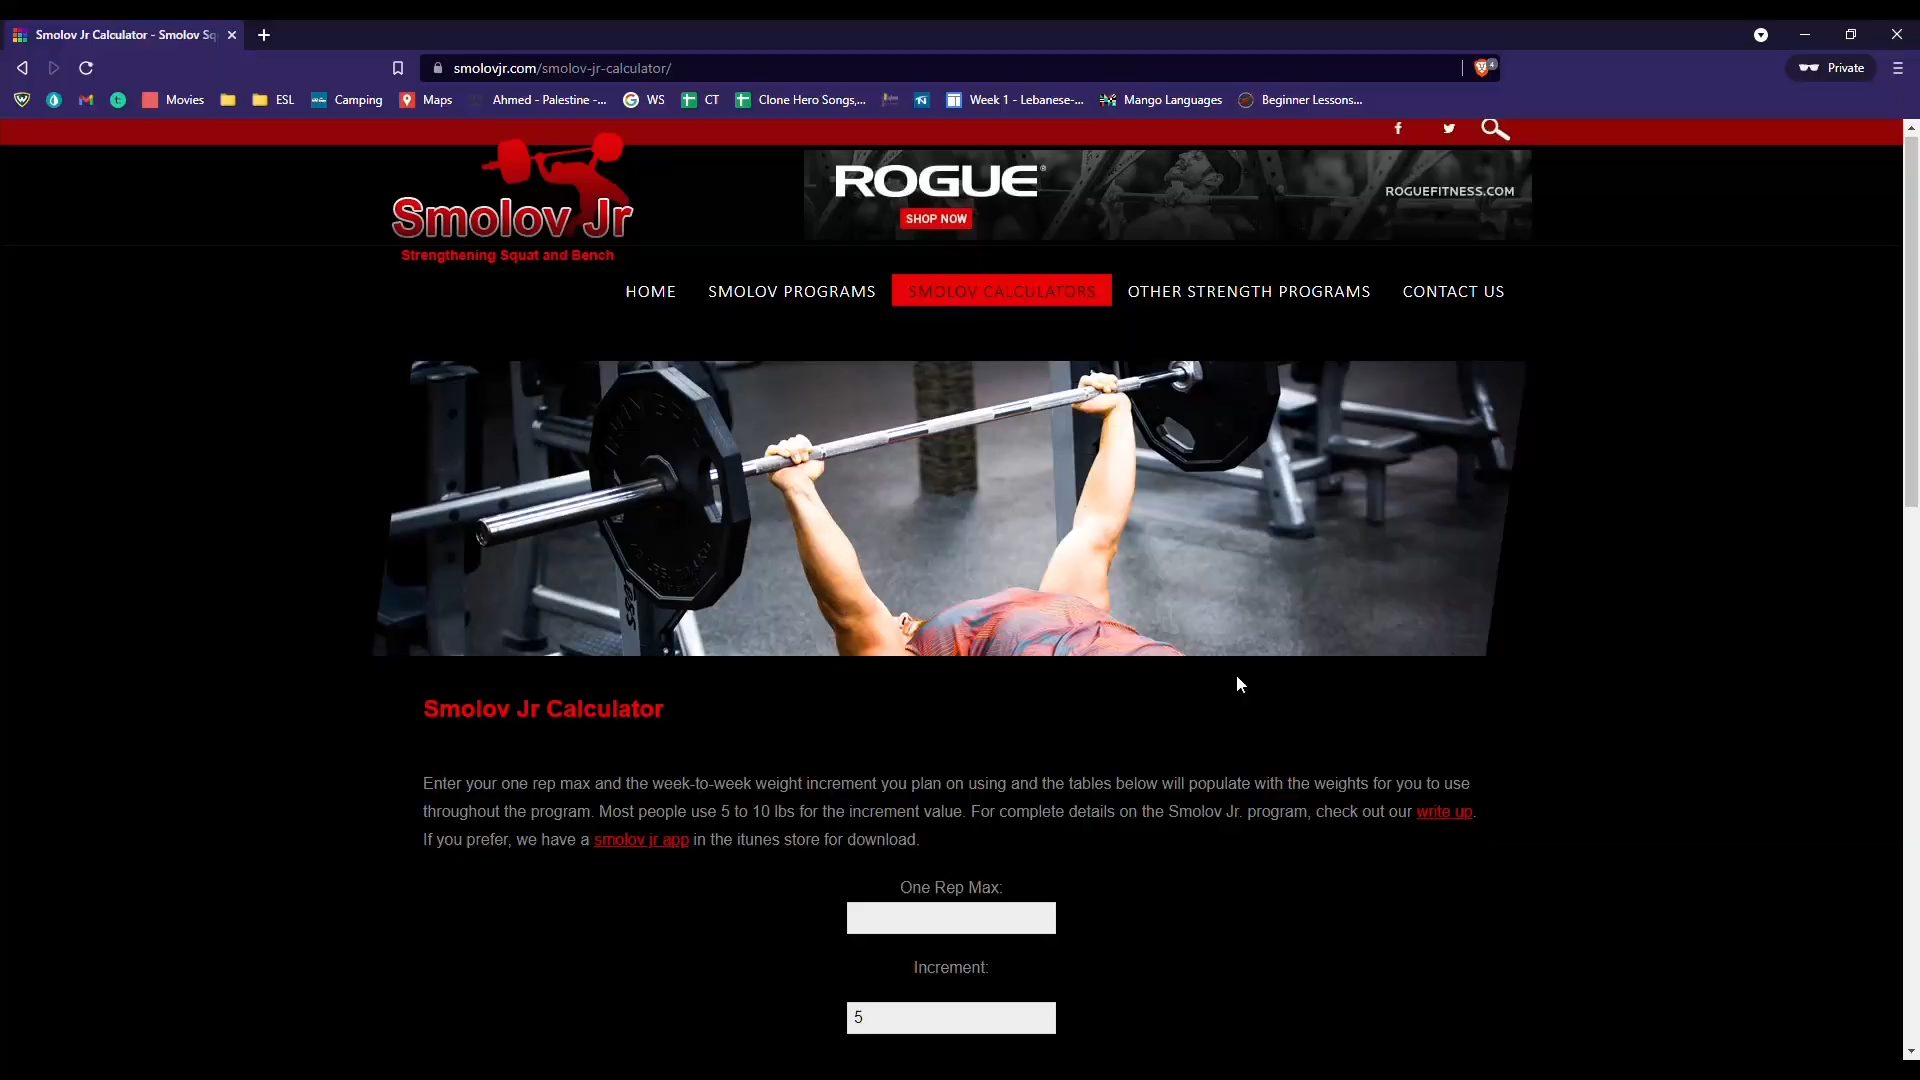 Smolov Jr Calculator - Smolov Sq
smolovjr.com/smolov-jr-calculator/
4
Private
Movies
ESL
Camping
Maps
Ahmed - Palestine -...
WS
CT
Clone Hero Songs,...
Week 1 - Lebanese-...
Mango Languages
Beginner Lessons...
Smolov Jr
Strengthening Squat and Bench
ROGUE
SHOP NOW
ROGUEFITNESS.COM
HOME
SMOLOV PROGRAMS
SMOLOV CALCULATORS
OTHER STRENGTH PROGRAMS
CONTACT US
Smolov Jr Calculator
Enter your one rep max and the week-to-week weight increment you plan on using and the tables below will populate with the weights for you to use
throughout the program. Most people use 5 to 10 lbs for the increment value. For complete details on the Smolov Jr. program, check out our write up.
If you prefer, we have a smolov jr app in the itunes store for download.
One Rep Max:
Increment:
5